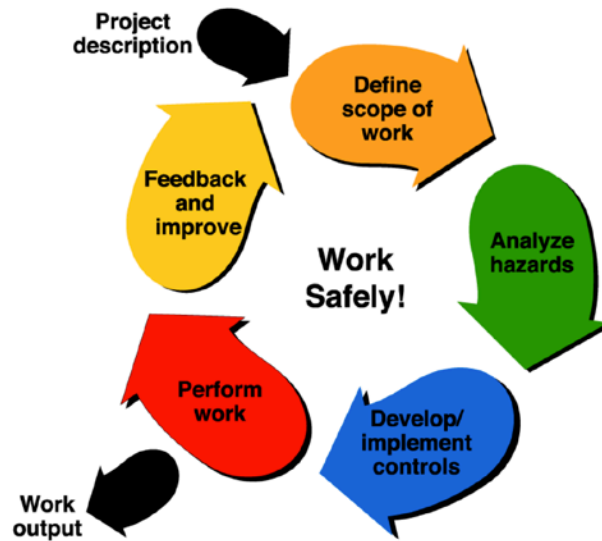 Project
description
Define
scope of
work
Analyze
hazards
Develop/
implement
controls
Perform
work
Work
output
Feedback
and
improve
Work
Safely!